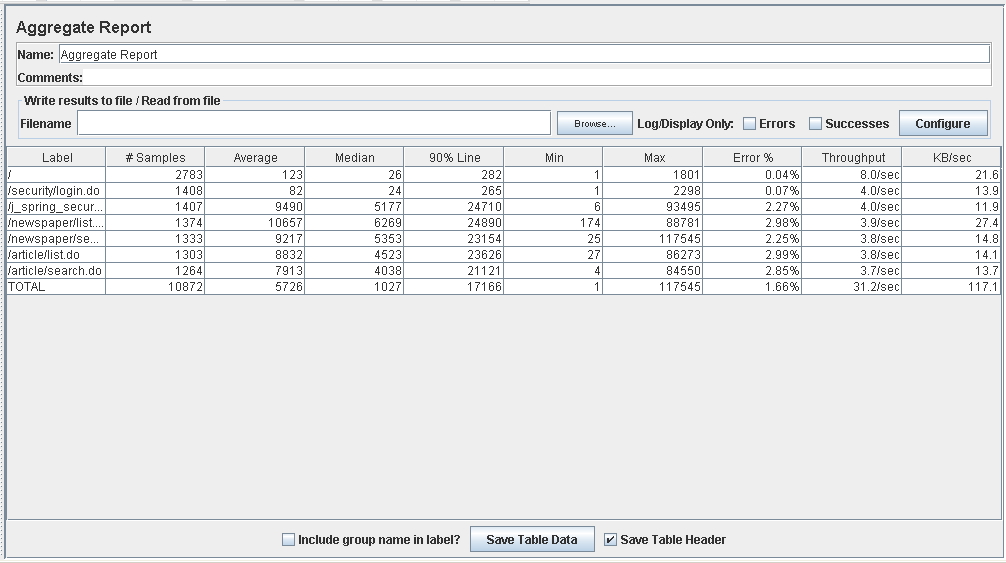 Aggregate Report
Name: Aggregate Report
Comments:
Write results to file / Read from file
Filename Browse... Log/Display Only: Errors Successes Configure
Label # Samples Average Median 90% Line Min Max Error % Throughput KB/sec
/ 2783 123 26 282 1 1801 0.04% 8.0/sec 21.6
/security/login.do 1408 82 24 265 1 2298 0.07% 4.0/sec 13.9
/j_spring_secur... 1407 9490 5177 24710 6 93495 2.27% 4.0/sec 11.9
/newspaper/list.... 1374 10657 6269 24890 174 88781 2.98% 3.9/sec 27.4
/newspaper/se... 1333 9217 5353 23154 25 117545 2.25% 3.8/sec 14.8
/article/list.do 1303 8832 4523 23626 27 86273 2.99% 3.8/sec 14.1
/article/search.do 1264 7913 4038 21121 4 84550 2.85% 3.7/sec 13.7
TOTAL 10872 5726 1027 17166 1 117545 1.66% 31.2/sec 117.1
Include group name in label? Save Table Data Save Table Header